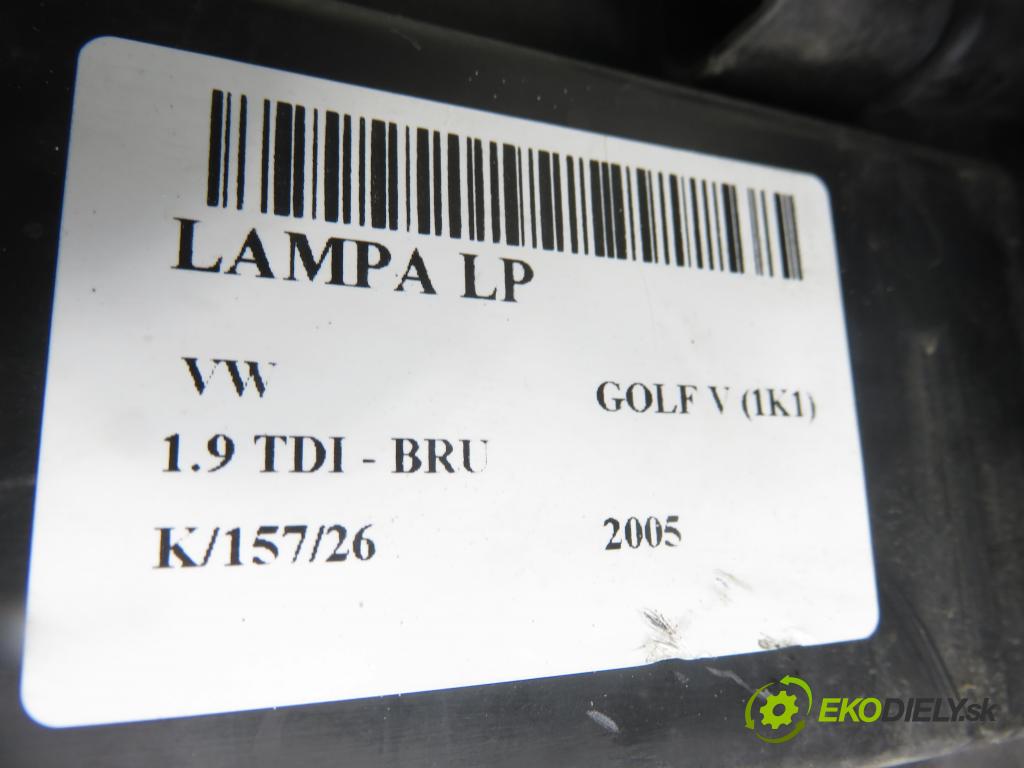 LAMPA LP
VW GOLF V (1K1)
1.9 TDI - BRU
K/157/26 2005
EKODIELY.sk